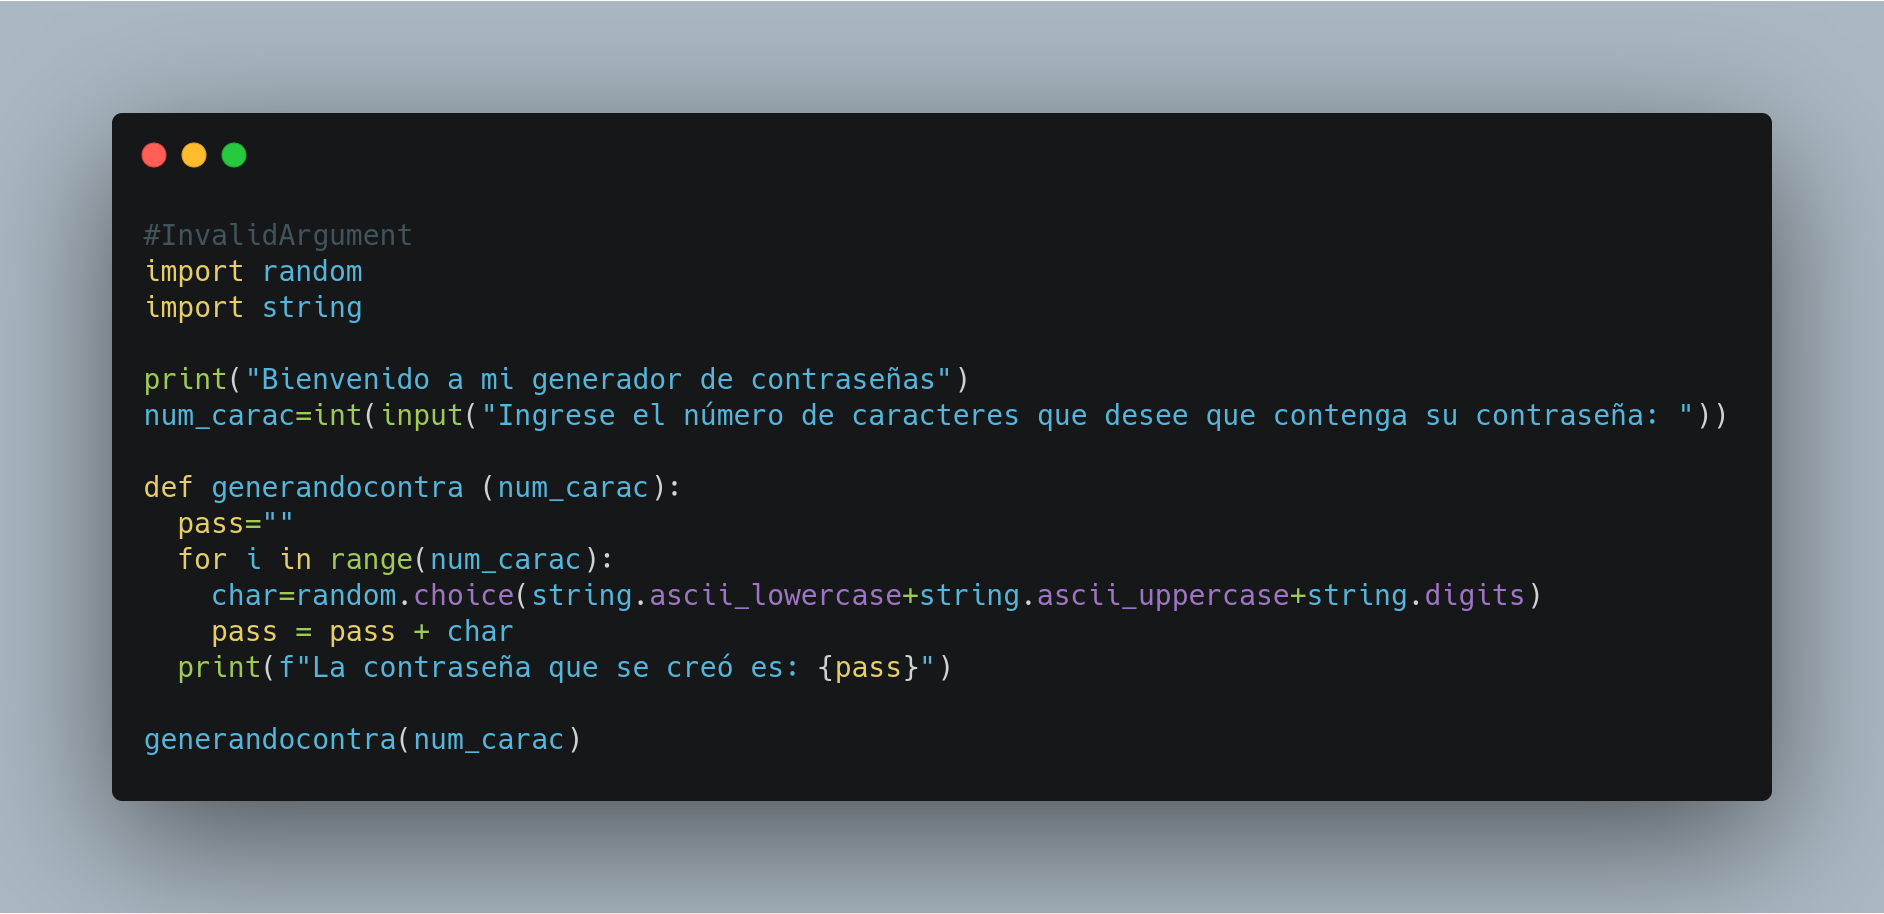 #InvalidArgument
import random
import string
print("Bienvenido a mi generador de contraseñas")
num_carac=int(input("Ingrese el número de caracteres que desee que contenga su contraseña: "))
def generandocontra (num_carac):
  pass=""
  for i in range(num_carac):
    char=random.choice(string.ascii_lowercase+string.ascii_uppercase+string.digits)
    pass = pass + char
  print(f"La contraseña que se creó es: {pass}")
generandocontra(num_carac)